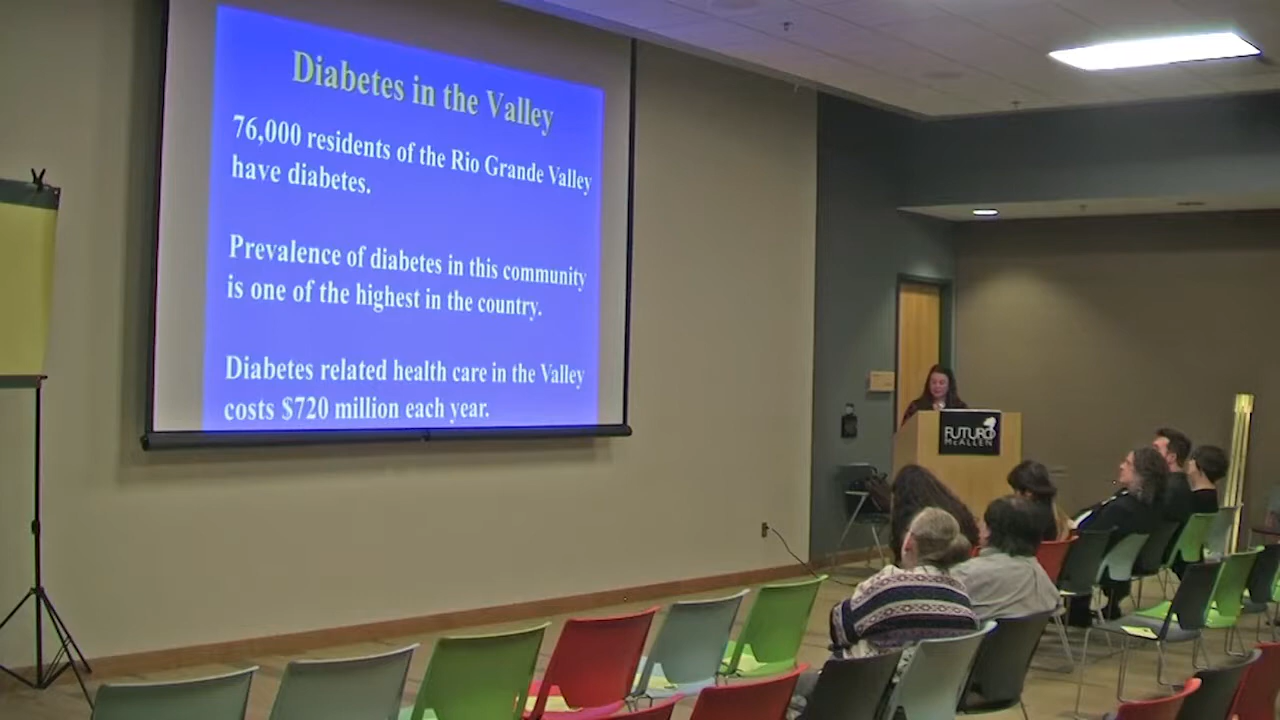 Diabetes in the Valley
76,000 residents of the Rio Grande Valley
have diabetes.
Prevalence of diabetes in this community
is one of the highest in the country.
Diabetes related health care in the Valley
costs $720 million each year.
FUTURO
McALLEN